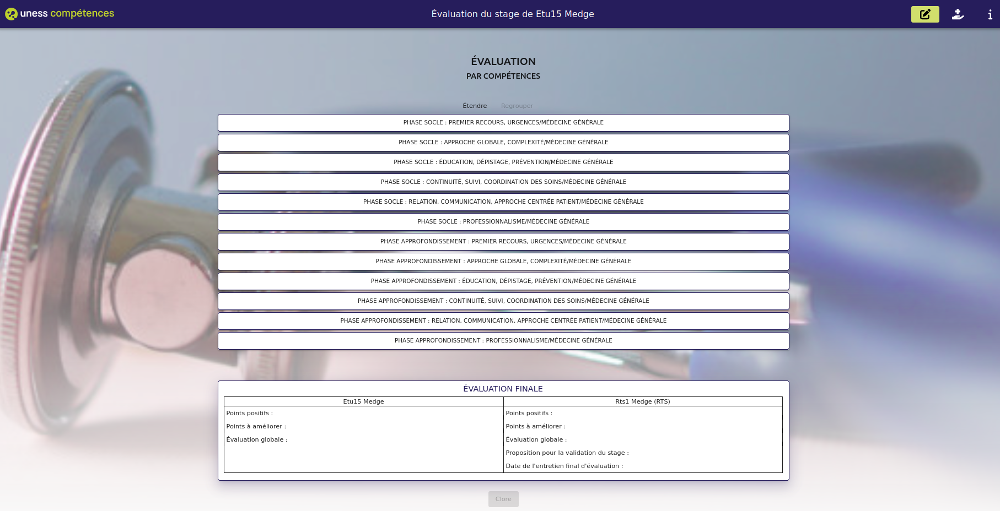 uness compétences
Évaluation du stage de Etu15 Medge
ÉVALUATION
PAR COMPÉTENCES
Étendre Regrouper
PHASE SOCLE : PREMIER RECOURS, URGENCES/MÉDECINE GÉNÉRALE
PHASE SOCLE : APPROCHE GLOBALE, COMPLEXITÉ/MÉDECINE GÉNÉRALE
PHASE SOCLE : ÉDUCATION, DÉPISTAGE, PRÉVENTION/MÉDECINE GÉNÉRALE
PHASE SOCLE : CONTINUITÉ, SUIVI, COORDINATION DES SOINS/MÉDECINE GÉNÉRALE
PHASE SOCLE : RELATION, COMMUNICATION, APPROCHE CENTRÉE PATIENT/MÉDECINE GÉNÉRALE
PHASE SOCLE : PROFESSIONNALISME/MÉDECINE GÉNÉRALE
PHASE APPROFONDISSEMENT : PREMIER RECOURS, URGENCES/MÉDECINE GÉNÉRALE
PHASE APPROFONDISSEMENT : APPROCHE GLOBALE, COMPLEXITÉ/MÉDECINE GÉNÉRALE
PHASE APPROFONDISSEMENT : ÉDUCATION, DÉPISTAGE, PRÉVENTION/MÉDECINE GÉNÉRALE
PHASE APPROFONDISSEMENT : CONTINUITÉ, SUIVI, COORDINATION DES SOINS/MÉDECINE GÉNÉRALE
PHASE APPROFONDISSEMENT : RELATION, COMMUNICATION, APPROCHE CENTRÉE PATIENT/MÉDECINE GÉNÉRALE
PHASE APPROFONDISSEMENT : PROFESSIONNALISME/MÉDECINE GÉNÉRALE
ÉVALUATION FINALE
Etu15 Medge
Points positifs :
Points à améliorer :
Évaluation globale :
Rts1 Medge (RTS)
Points positifs :
Points à améliorer :
Évaluation globale :
Proposition pour la validation du stage :
Date de l'entretien final d'évaluation :
Clore